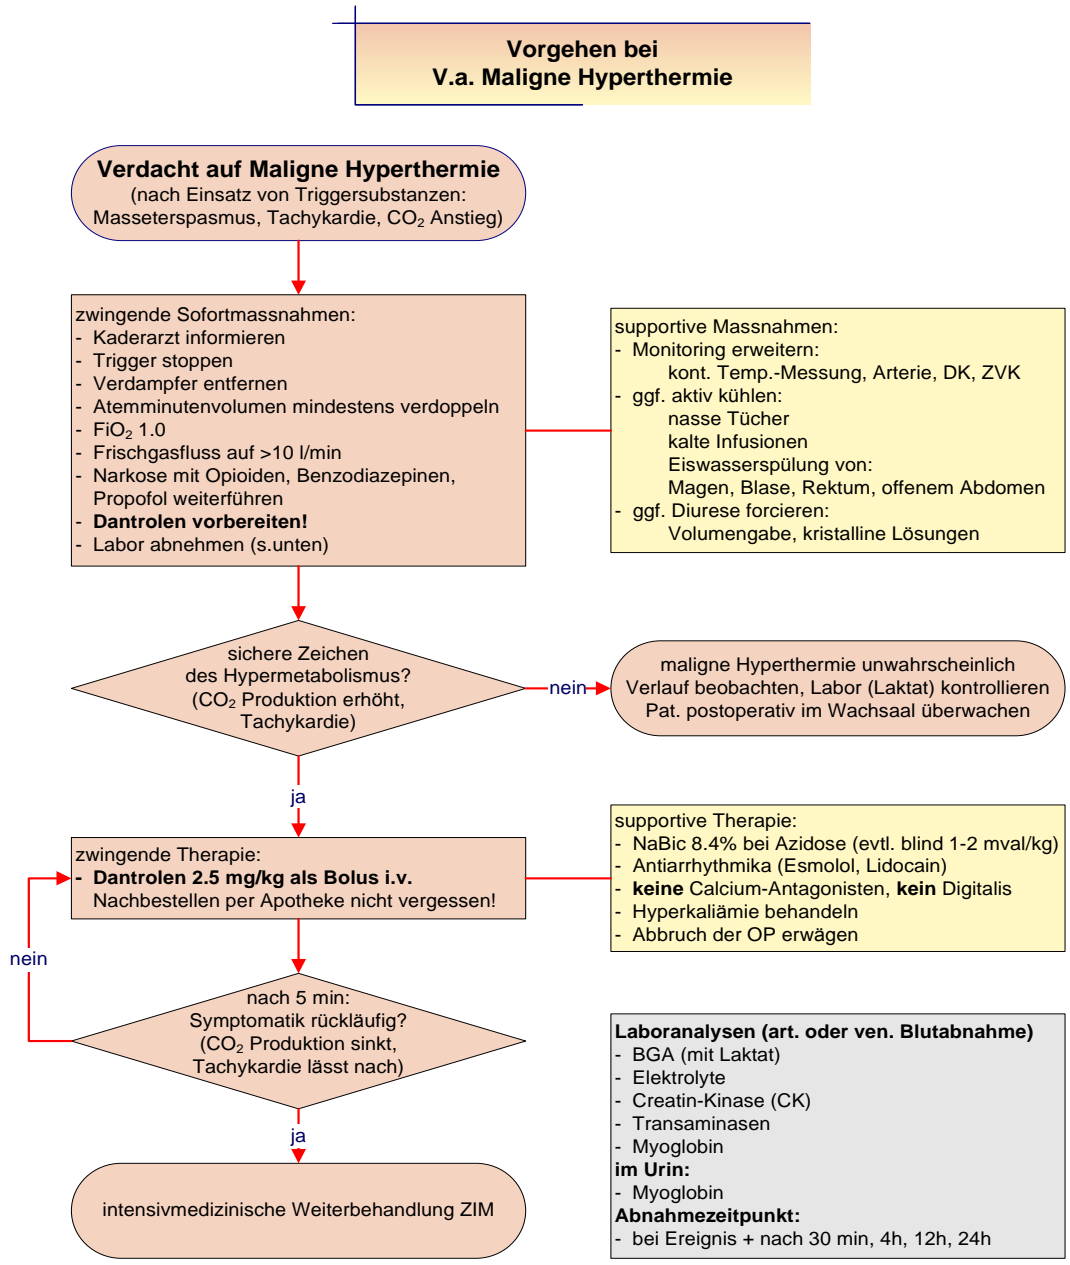 Vorgehen bei
V.a. Maligne Hyperthermie
Verdacht auf Maligne Hyperthermie
(nach Einsatz von Triggersubstanzen:
Masseterspasmus, Tachykardie, CO₂ Anstieg)
zwingende Sofortmassnahmen:
- Kaderarzt informieren
- Trigger stoppen
- Verdampfer entfernen
- Atemminutenvolumen mindestens verdoppeln
- FiO₂ 1.0
- Frischgasfluss auf >10 l/min
- Narkose mit Opioiden, Benzodiazepinen,
Propofol weiterführen
- Dantrolen vorbereiten!
- Labor abnehmen (s.unten)
supportive Massnahmen:
- Monitoring erweitern:
kont. Temp.-Messung, Arterie, DK, ZVK
- ggf. aktiv kühlen:
nasse Tücher
kalte Infusionen
Eiswasserspülung von:
Magen, Blase, Rektum, offenem Abdomen
- ggf. Diurese forcieren:
Volumengabe, kristalline Lösungen
sichere Zeichen
des Hypermetabolismus?
(CO₂ Produktion erhöht,
Tachykardie)
nein
maligne Hyperthermie unwahrscheinlich
Verlauf beobachten, Labor (Laktat) kontrollieren
Pat. postoperativ im Wachsaal überwachen
ja
zwingende Therapie:
- Dantrolen 2.5 mg/kg als Bolus i.v.
Nachbestellen per Apotheke nicht vergessen!
supportive Therapie:
- NaBic 8.4% bei Azidose (evtl. blind 1-2 mval/kg)
- Antiarrhythmika (Esmolol, Lidocain)
- keine Calcium-Antagonisten, kein Digitalis
- Hyperkaliämie behandeln
- Abbruch der OP erwägen
nein
nach 5 min:
Symptomatik rückläufig?
(CO₂ Produktion sinkt,
Tachykardie lässt nach)
ja
intensivmedizinische Weiterbehandlung ZIM
Laboranalysen (art. oder ven. Blutabnahme)
- BGA (mit Laktat)
- Elektrolyte
- Creatin-Kinase (CK)
- Transaminasen
- Myoglobin
im Urin:
- Myoglobin
Abnahmezeitpunkt:
- bei Ereignis + nach 30 min, 4h, 12h, 24h